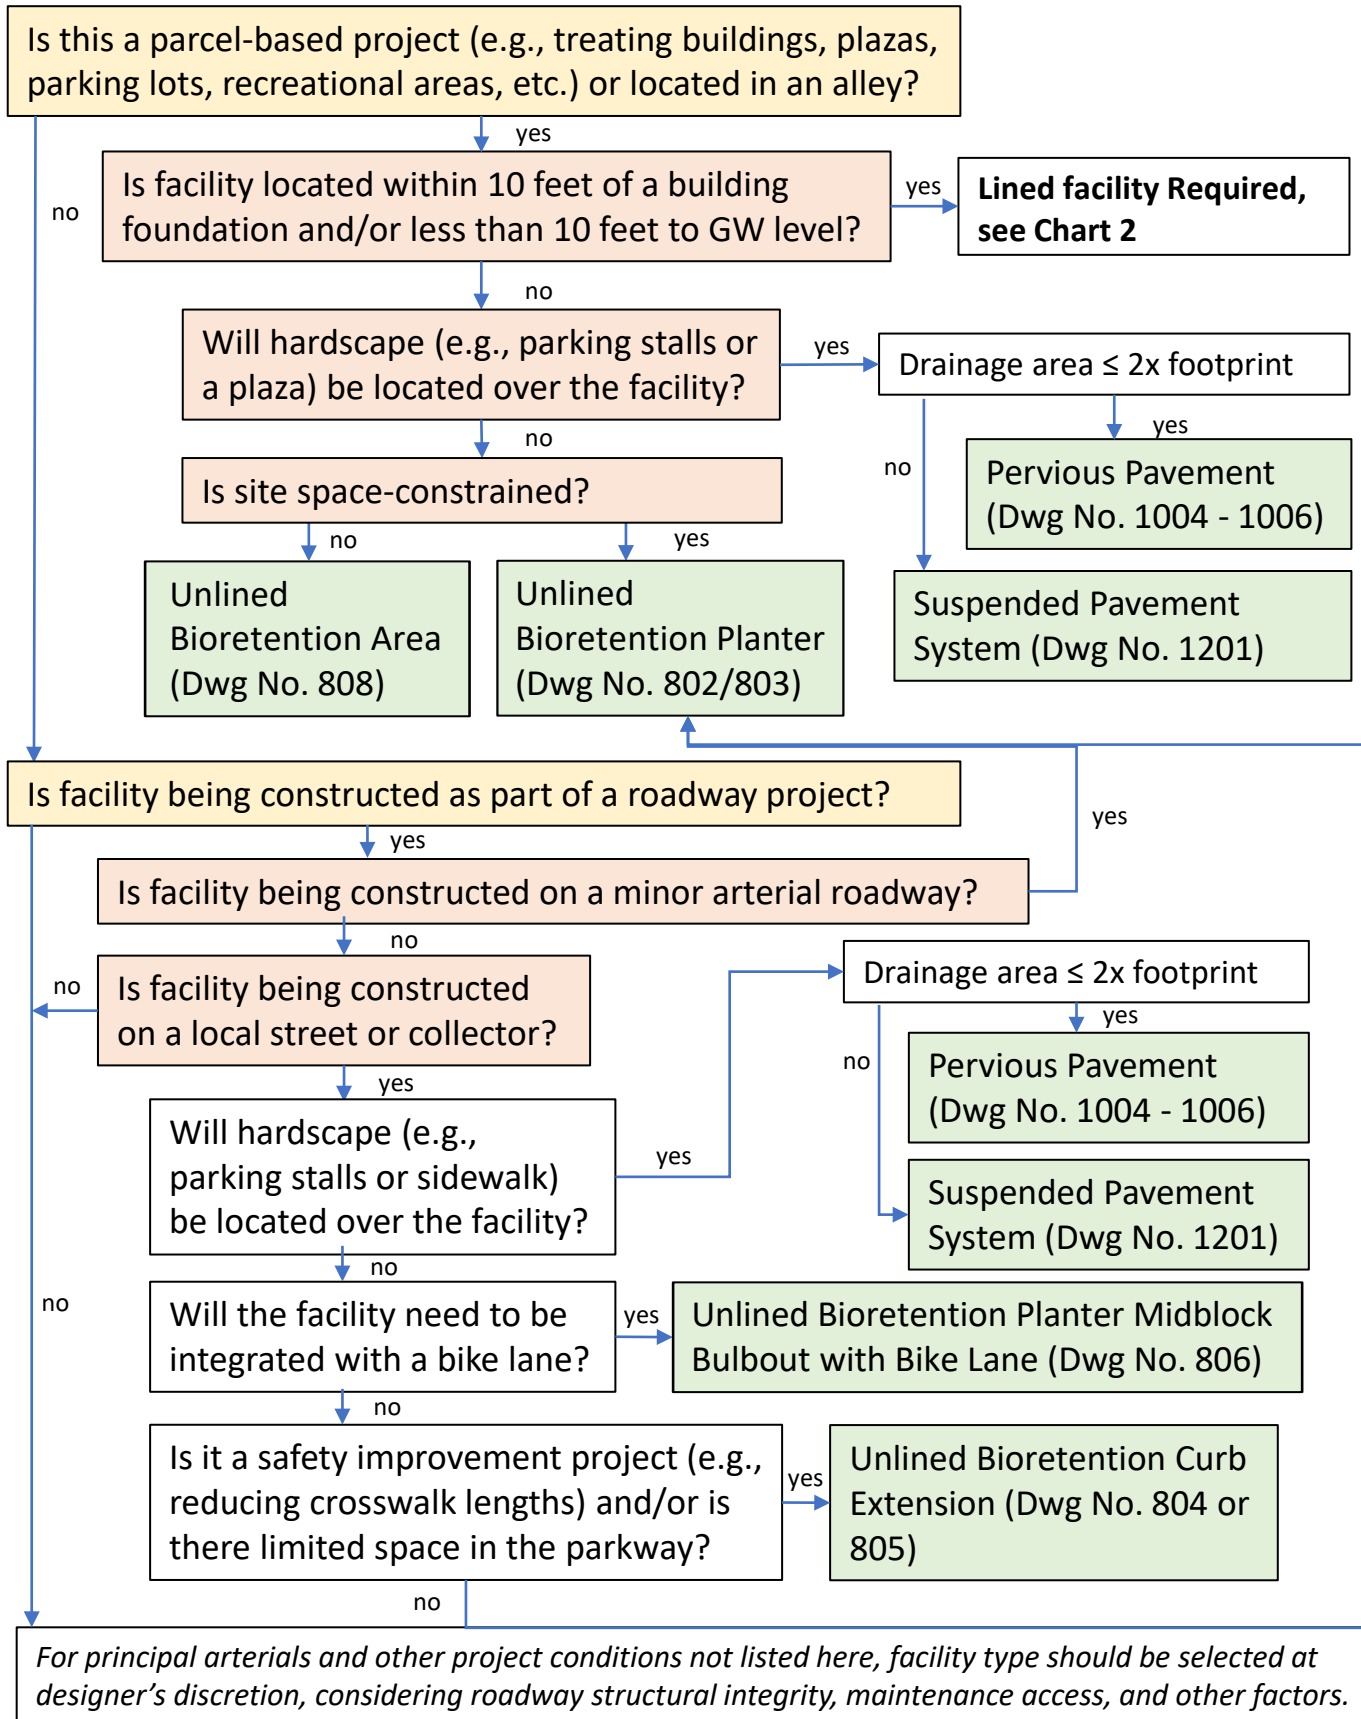 Is this a parcel-based project (e.g., treating buildings, plazas,
parking lots, recreational areas, etc.) or located in an alley?
yes
no
Is facility located within 10 feet of a building
foundation and/or less than 10 feet to GW level?
yes
Lined facility Required,
see Chart 2
no
Will hardscape (e.g., parking stalls or
a plaza) be located over the facility?
yes
Drainage area ≤ 2x footprint
no
yes
no
Is site space-constrained?
Pervious Pavement
(Dwg No. 1004 - 1006)
no
yes
Unlined
Bioretention Area
(Dwg No. 808)
Unlined
Bioretention Planter
(Dwg No. 802/803)
Suspended Pavement
System (Dwg No. 1201)
Is facility being constructed as part of a roadway project?
yes
yes
Is facility being constructed on a minor arterial roadway?
no
no
Is facility being constructed
on a local street or collector?
Drainage area ≤ 2x footprint
yes
no
Pervious Pavement
(Dwg No. 1004 - 1006)
yes
Will hardscape (e.g.,
parking stalls or sidewalk)
be located over the facility?
yes
Suspended Pavement
System (Dwg No. 1201)
no
no
Will the facility need to be
integrated with a bike lane?
yes
Unlined Bioretention Planter Midblock
Bulbout with Bike Lane (Dwg No. 806)
no
Is it a safety improvement project (e.g.,
reducing crosswalk lengths) and/or is
there limited space in the parkway?
yes
Unlined Bioretention Curb
Extension (Dwg No. 804 or
805)
no
For principal arterials and other project conditions not listed here, facility type should be selected at
designer’s discretion, considering roadway structural integrity, maintenance access, and other factors.